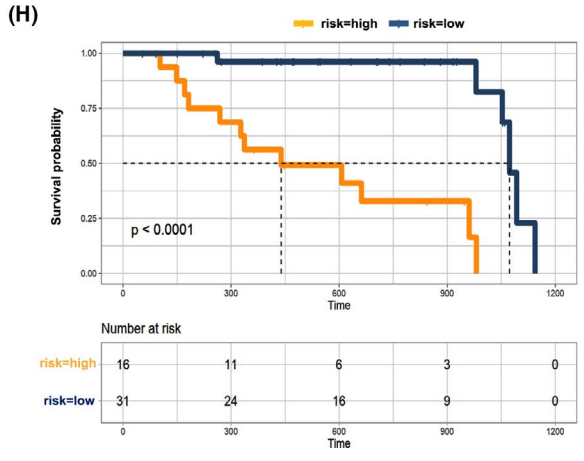 (H)
risk=high risk=low
1.00
0.75
0.50
0.25
0.00
Survival probability
p < 0.0001
0 300 600 900 1200
Time
Number at risk
risk=high 16 11 6 3 0
risk=low 31 24 16 9 0
0 300 600 900 1200
Time